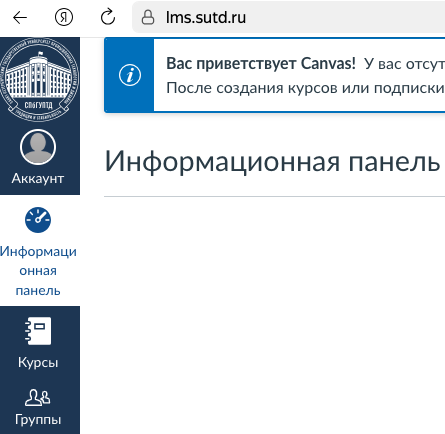 lms.sutd.ru
Вас приветствует Canvas! У вас отсут
После создания курсов или подписки
СПбГУПТД
Информационная панель
Аккаунт
Информаци
онная
панель
Курсы
Группы